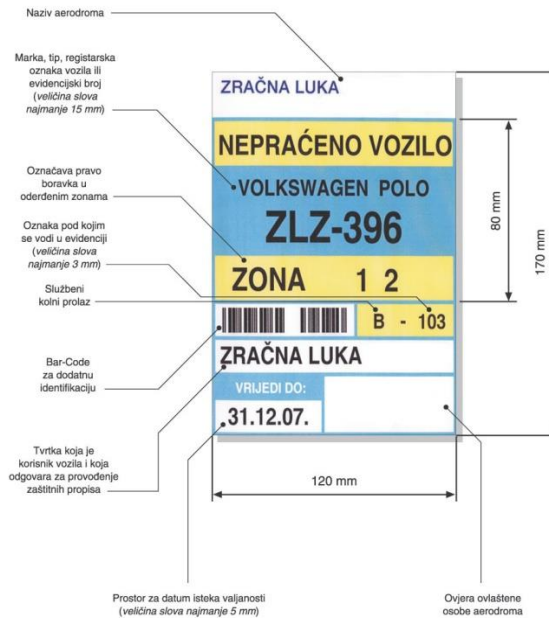 Naziv aerodroma
Marka, tip, registarska
oznaka vozila ili
evidencijski broj
(veličina slova
najmanje 15 mm)
Označava pravo
boravka u
oderđenim zonama
Oznaka pod kojim
se vodi u evidenciji
(veličina slova
najmanje 3 mm)
Službeni
kolni prolaz
Bar-Code
za dodatnu
identifikaciju
Tvrtka koja je
korisnik vozila i koja
odgovara za provođenje
zaštitnih propisa
ZRAČNA LUKA
NEPRAĆENO VOZILO
VOLKSWAGEN POLO
ZLZ-396
ZONA 1 2
B - 103
ZRAČNA LUKA
VRIJEDI DO:
31.12.07.
80 mm
170 mm
120 mm
Prostor za datum isteka valjanosti
(veličina slova najmanje 5 mm)
Ovjera ovlaštene
osobe aerodroma